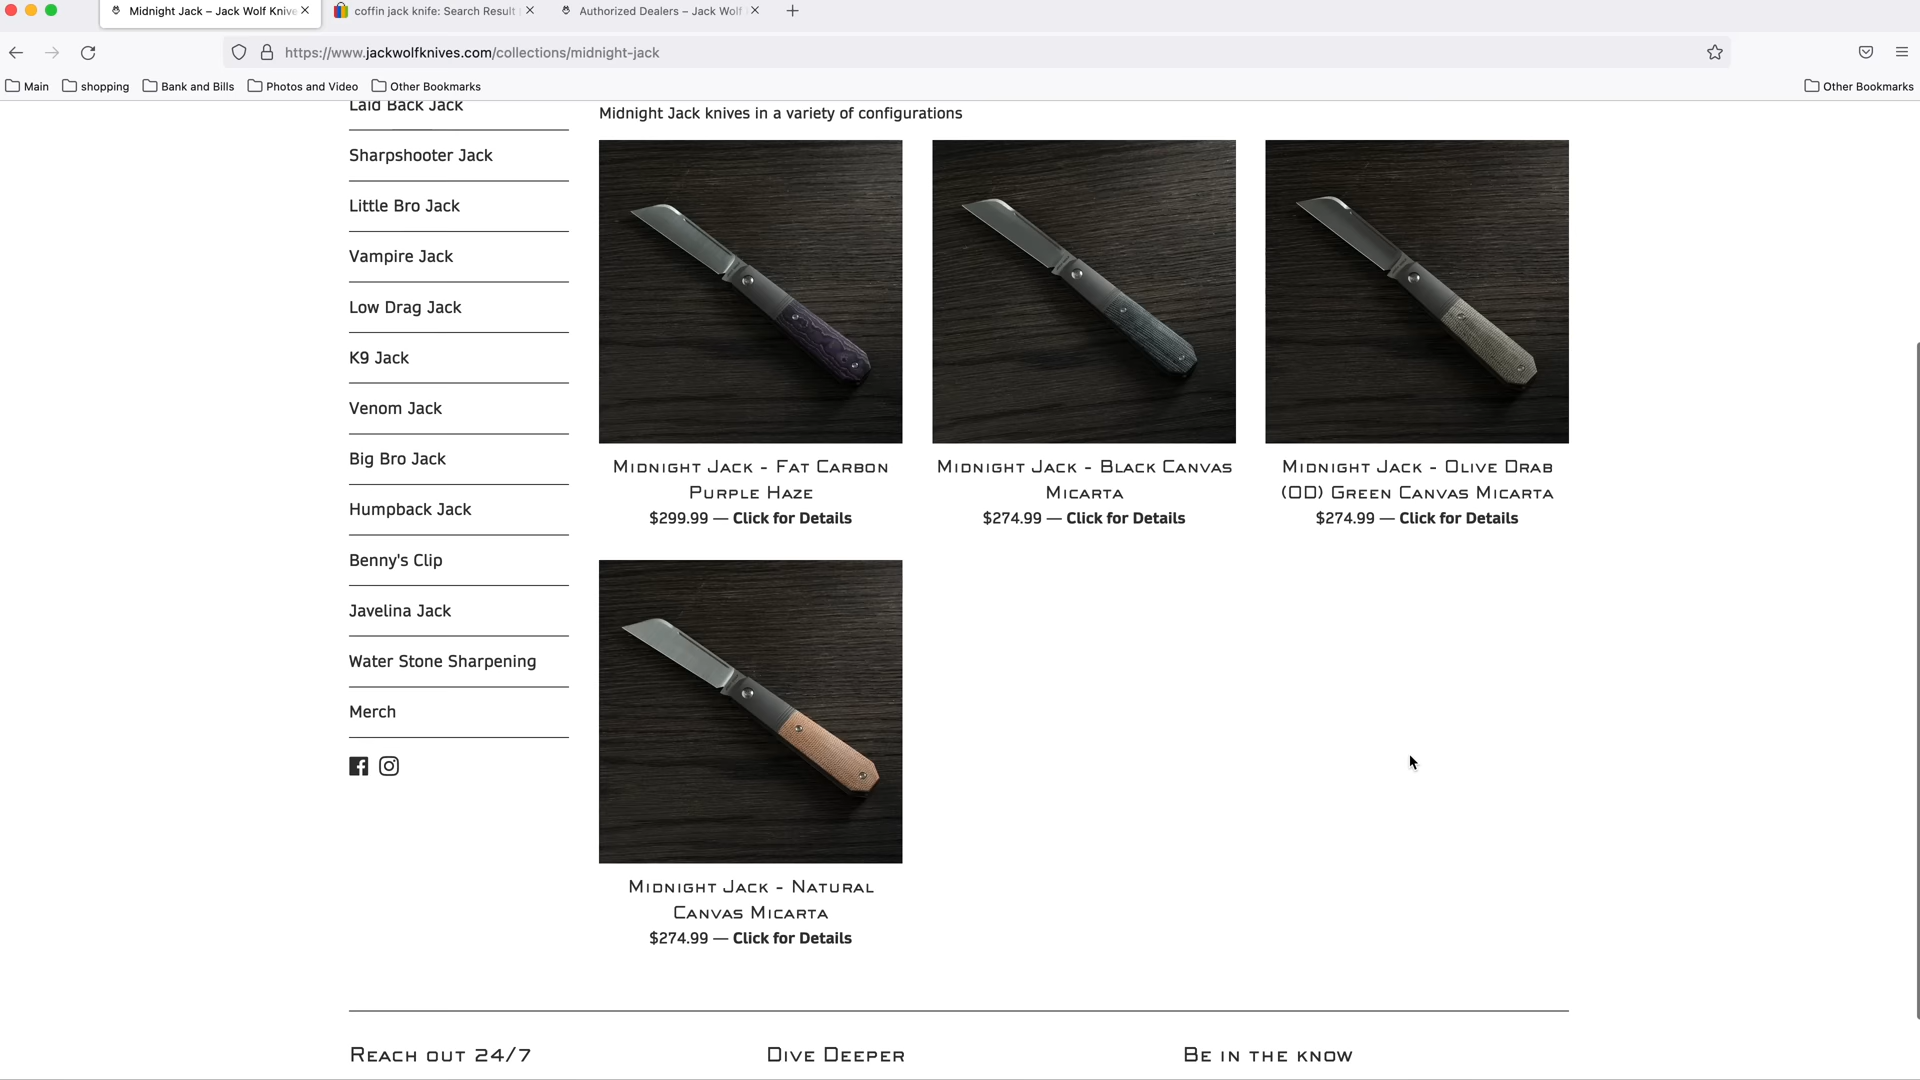 Midnight Jack – Jack Wolf Knive
coffin jack knife: Search Result
Authorized Dealers – Jack Wolf
https://www.jackwolfknives.com/collections/midnight-jack
Main
shopping
Bank and Bills
Photos and Video
Other Bookmarks
Other Bookmarks
Laid Back Jack
Sharpshooter Jack
Little Bro Jack
Vampire Jack
Low Drag Jack
K9 Jack
Venom Jack
Big Bro Jack
Humpback Jack
Benny's Clip
Javelina Jack
Water Stone Sharpening
Merch
Midnight Jack knives in a variety of configurations
Midnight Jack - Fat Carbon
Purple Haze
$299.99 — Click for Details
Midnight Jack - Black Canvas
Micarta
$274.99 — Click for Details
Midnight Jack - Olive Drab
(OD) Green Canvas Micarta
$274.99 — Click for Details
Midnight Jack - Natural
Canvas Micarta
$274.99 — Click for Details
Reach out 24/7
Dive Deeper
Be in the know